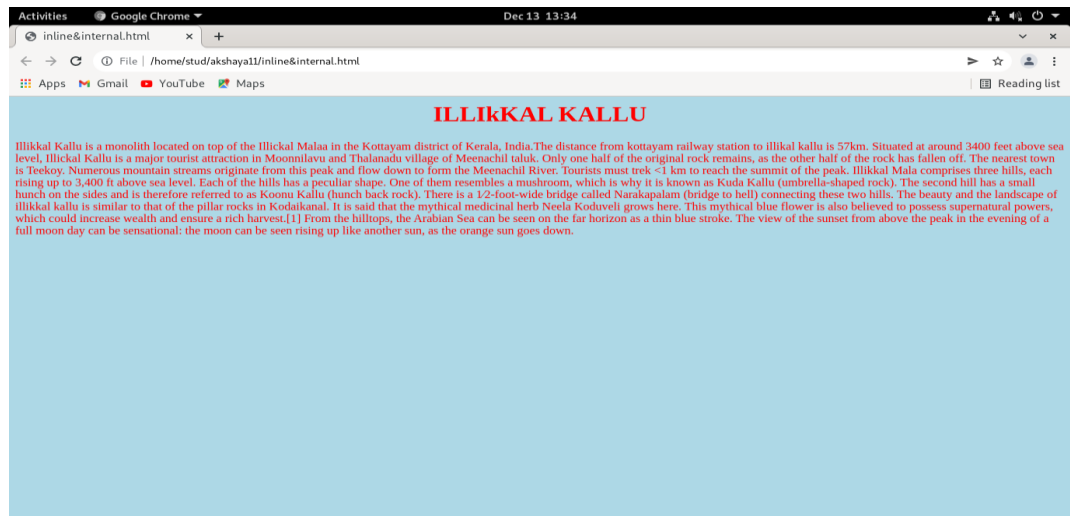 Activities Google Chrome Dec 13 13:34
inline&internal.html × +
File /home/stud/akshaya11/inline&internal.html
Apps Gmail YouTube Maps Reading list
ILLIkKAL KALLU
Illikkal Kallu is a monolith located on top of the Illickal Malaa in the Kottayam district of Kerala, India.The distance from kottayam railway station to illikal kallu is 57km. Situated at around 3400 feet above sea
level, Illickal Kallu is a major tourist attraction in Moonnilavu and Thalanadu village of Meenachil taluk. Only one half of the original rock remains, as the other half of the rock has fallen off. The nearest town
is Teekoy. Numerous mountain streams originate from this peak and flow down to form the Meenachil River. Tourists must trek <1 km to reach the summit of the peak. Illikkal Mala comprises three hills, each
rising up to 3,400 ft above sea level. Each of the hills has a peculiar shape. One of them resembles a mushroom, which is why it is known as Kuda Kallu (umbrella-shaped rock). The second hill has a small
hunch on the sides and is therefore referred to as Koonu Kallu (hunch back rock). There is a 1⁄2-foot-wide bridge called Narakapalam (bridge to hell) connecting these two hills. The beauty and the landscape of
illikkal kallu is similar to that of the pillar rocks in Kodaikanal. It is said that the mythical medicinal herb Neela Koduveli grows here. This mythical blue flower is also believed to possess supernatural powers,
which could increase wealth and ensure a rich harvest.[1] From the hilltops, the Arabian Sea can be seen on the far horizon as a thin blue stroke. The view of the sunset from above the peak in the evening of a
full moon day can be sensational: the moon can be seen rising up like another sun, as the orange sun goes down.